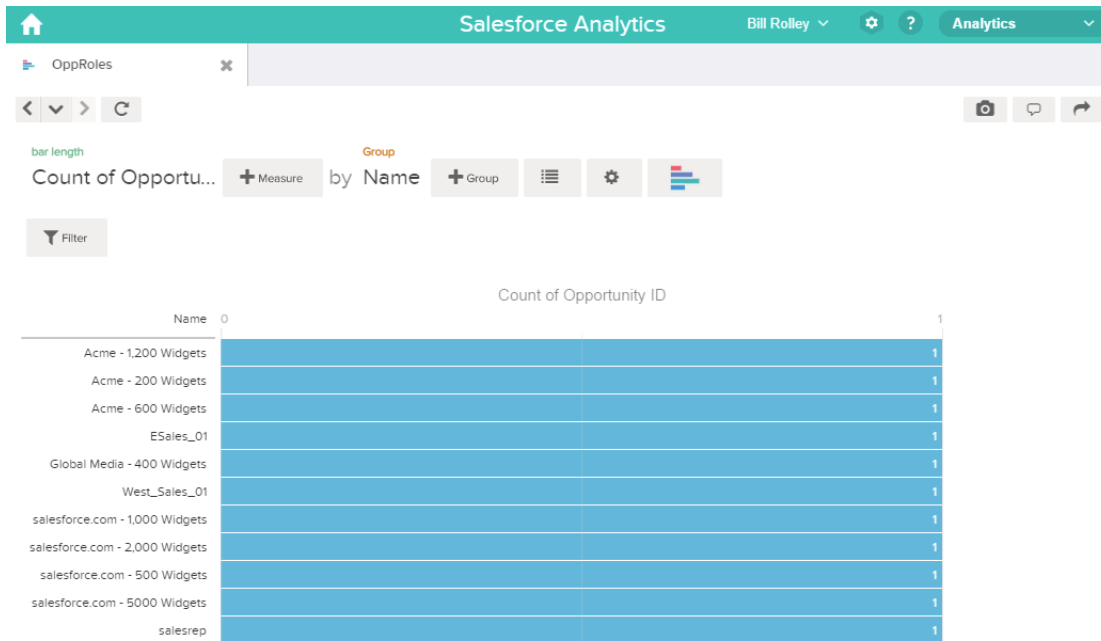 Salesforce Analytics Bill Rolley ? Analytics
OppRoles
bar length Group
Count of Opportu... + Measure by Name + Group
Filter
Count of Opportunity ID
Name 0 1
Acme - 1,200 Widgets 1
Acme - 200 Widgets 1
Acme - 600 Widgets 1
ESales_01 1
Global Media - 400 Widgets 1
West_Sales_01 1
salesforce.com - 1,000 Widgets 1
salesforce.com - 2,000 Widgets 1
salesforce.com - 500 Widgets 1
salesforce.com - 5000 Widgets 1
salesrep 1